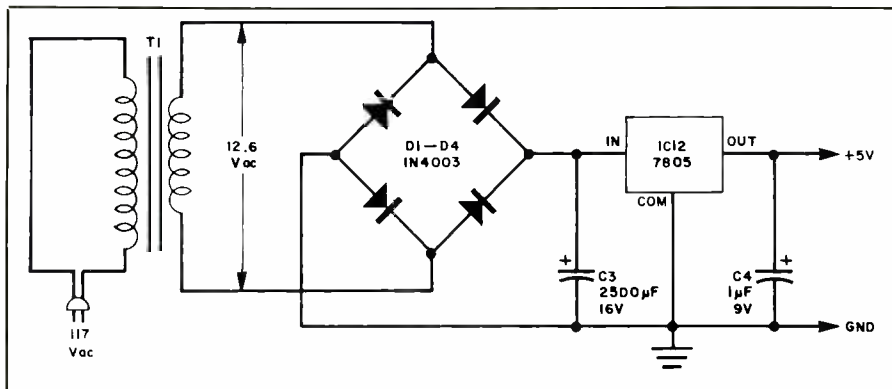 T1
12.6
Vac
117
Vac
D1—D4
1N4003
IN
IC12
7805
OUT
COM
+5V
+
C3
2500µF
16V
+
C4
1µF
9V
GND